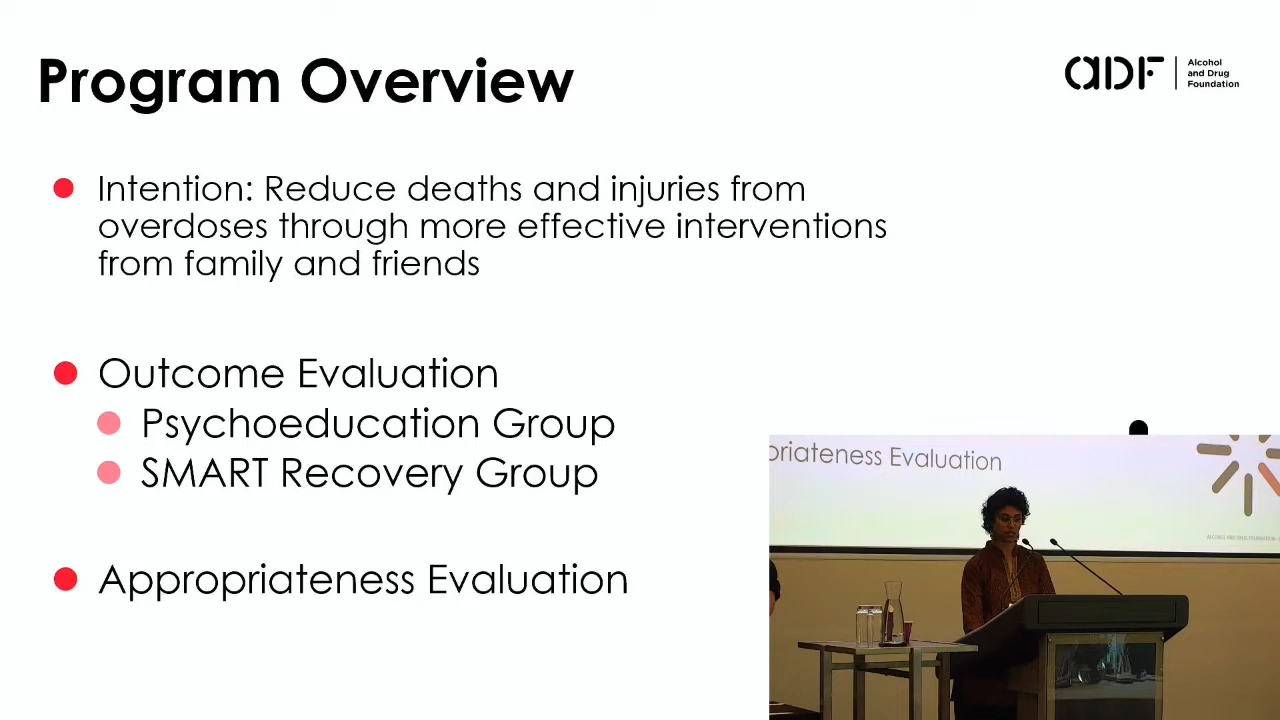 Program Overview
aDF
Alcohol
and Drug
Foundation
Intention: Reduce deaths and injuries from
overdoses through more effective interventions
from family and friends
Outcome Evaluation
Psychoeducation Group
SMART Recovery Group
Appropriateness Evaluation
oriateness Evaluation